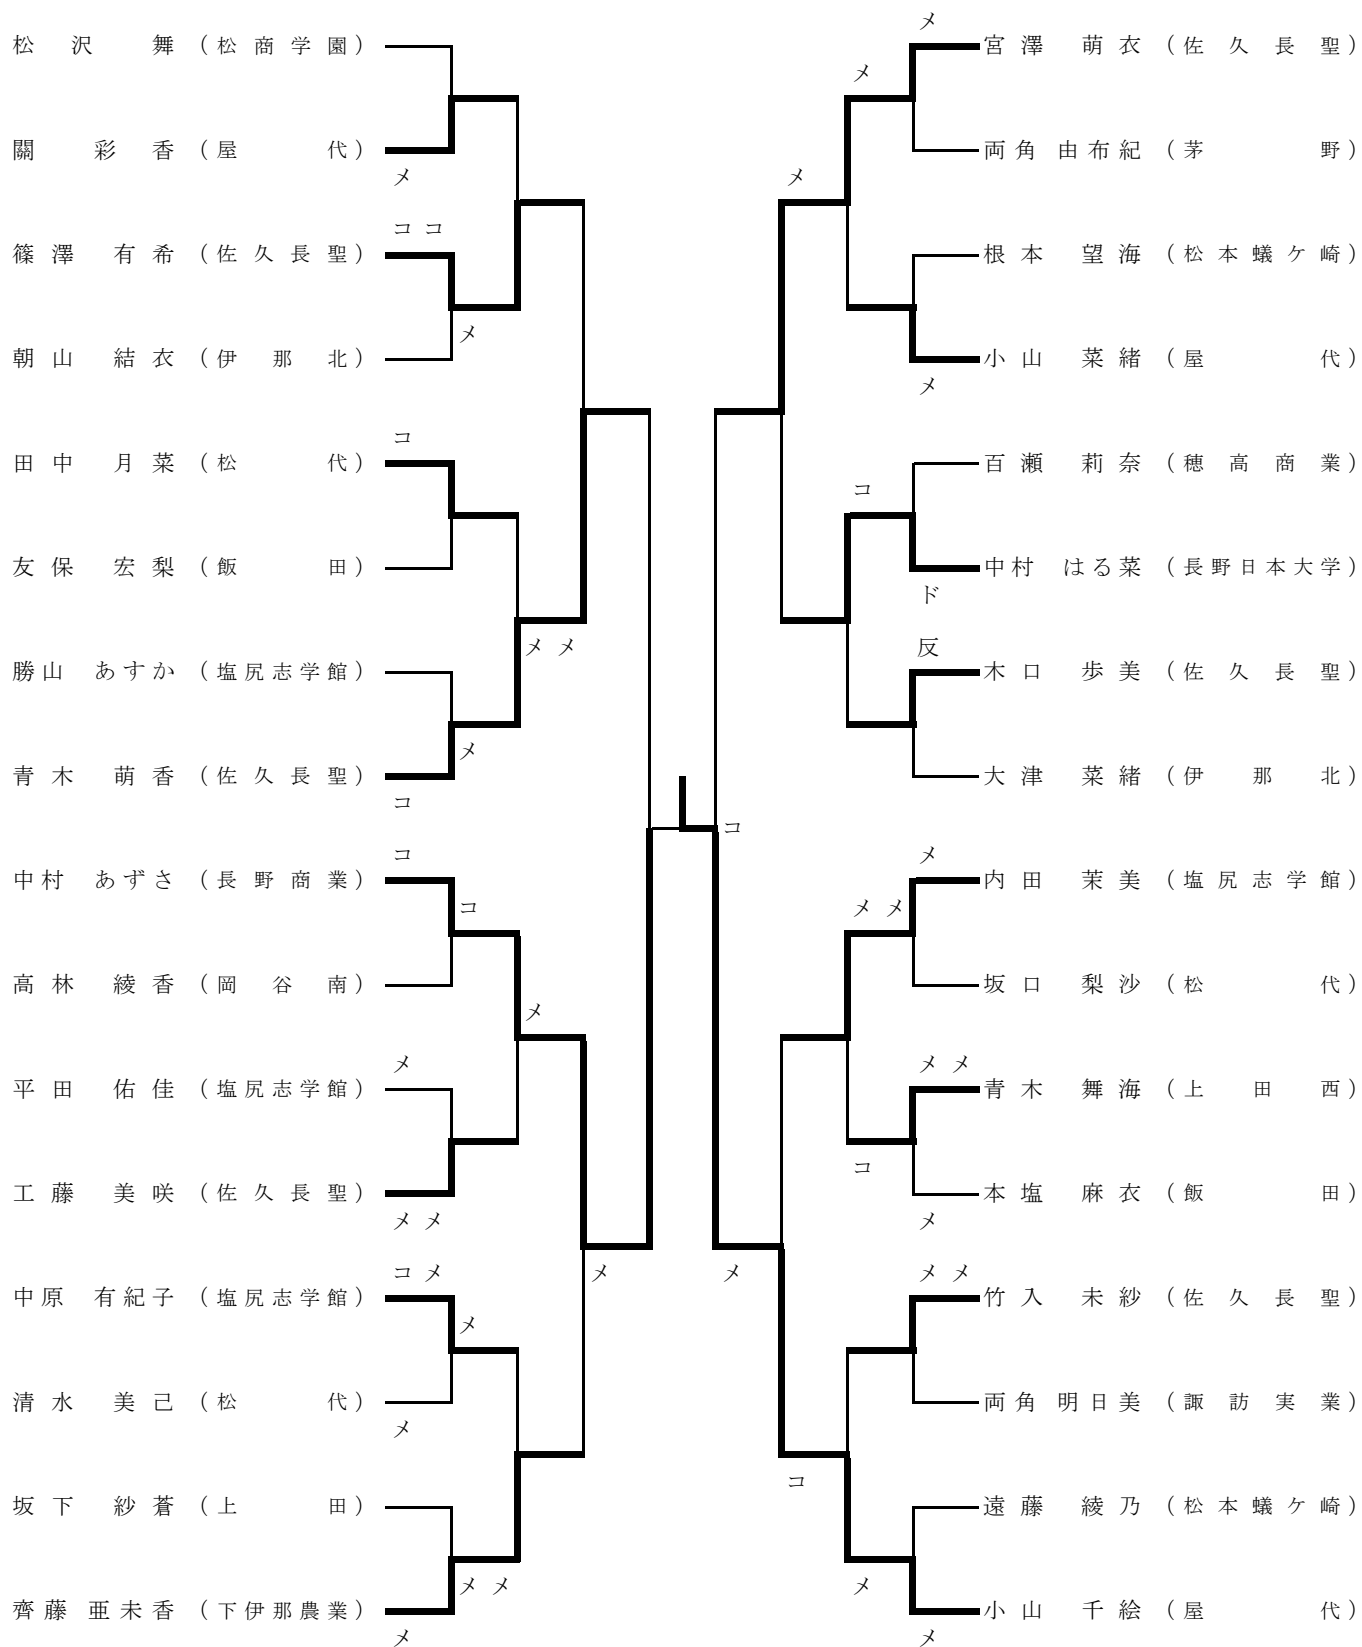 メ
松沢 舞 (松商学園)
宮澤 萌衣 (佐久長聖)
メ
關 彩香 (屋代)
両角 由布紀 (茅野)
メ
メ
ココ
篠澤 有希 (佐久長聖)
根本 望海 (松本蟻ケ崎)
メ
朝山 結衣 (伊那北)
小山 菜緒 (屋代)
メ
コ
田中 月菜 (松代)
百瀬 莉奈 (穂高商業)
コ
友保 宏梨 (飯田)
中村 はる菜 (長野日本大学)
ド
メメ
反
勝山 あすか (塩尻志学館)
木口 歩美 (佐久長聖)
メ
青木 萌香 (佐久長聖)
大津 菜緒 (伊那北)
コ
コ
コ
メ
中村 あずさ (長野商業)
内田 茉美 (塩尻志学館)
コ
メメ
高林 綾香 (岡谷南)
坂口 梨沙 (松代)
メ
メ
メメ
平田 佑佳 (塩尻志学館)
青木 舞海 (上田西)
コ
工藤 美咲 (佐久長聖)
本塩 麻衣 (飯田)
メメ
メ
コメ
メ
メ
メメ
中原 有紀子 (塩尻志学館)
竹入 未紗 (佐久長聖)
メ
清水 美己 (松代)
両角 明日美 (諏訪実業)
メ
コ
坂下 紗蒼 (上田)
遠藤 綾乃 (松本蟻ケ崎)
メメ
メ
齊藤 亜未香 (下伊那農業)
小山 千絵 (屋代)
メ
メ